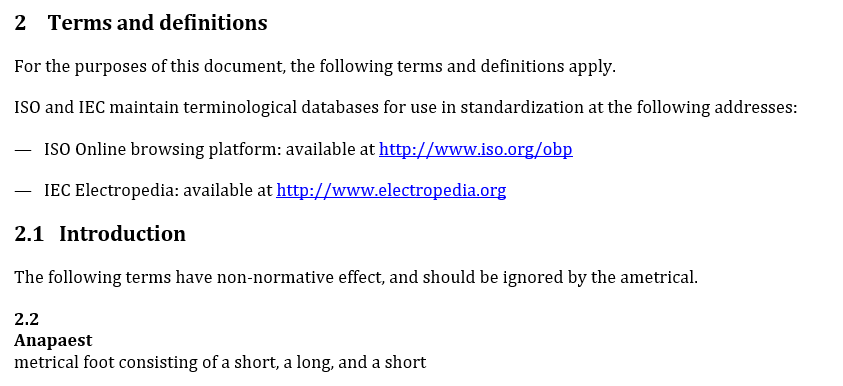 2 Terms and definitions
For the purposes of this document, the following terms and definitions apply.
ISO and IEC maintain terminological databases for use in standardization at the following addresses:
— ISO Online browsing platform: available at http://www.iso.org/obp
— IEC Electropedia: available at http://www.electropedia.org
2.1 Introduction
The following terms have non-normative effect, and should be ignored by the ametrical.
2.2
Anapaest
metrical foot consisting of a short, a long, and a short